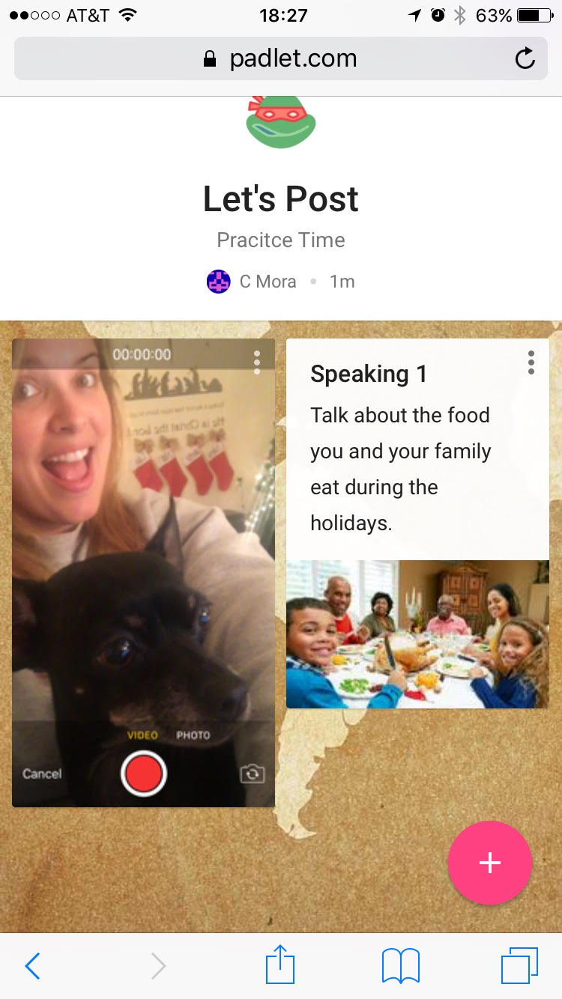 AT&T 18:27 63%
padlet.com
Let's Post
Pracitce Time
C Mora • 1m
00:00:00
Speaking 1
Talk about the food
you and your family
eat during the
holidays.
VIDEO PHOTO
Cancel